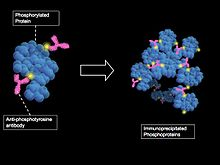 Phosphorylated
Protein
Anti-phosphotyrosine
antibody
Immunoprecipitated
Phosphoproteins